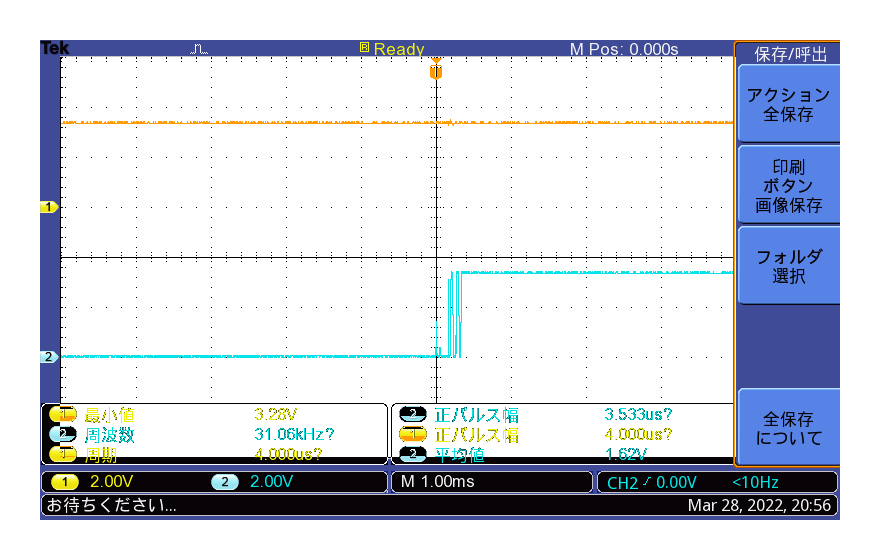 Tek
R Ready
M Pos: 0.000s
保存/呼出
アクション
全保存
印刷
ボタン
画像保存
フォルダ
選択
全保存
について
T
1
2
1 最小値 3.28V
2 周波数 31.06kHz?
1 周期 4.000us?
2 正パルス幅 3.533us?
1 正パルス幅 4.000us?
2 平均値 1.62V
1 2.00V 2 2.00V M 1.00ms CH2 0.00V <10Hz
お待ちください... Mar 28, 2022, 20:56